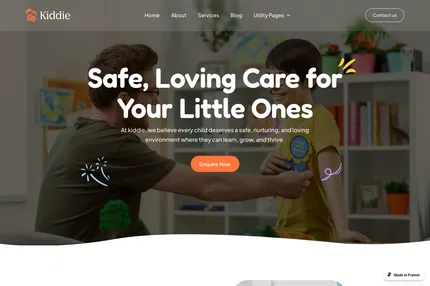 Kiddie
Home About Services Blog Utility Pages
Contact us
Safe, Loving Care for
Your Little Ones
At kiddie, we believe every child deserves a safe, nurturing, and loving
environment where they can learn, grow, and thrive.
Enquire Now
Made in Framer